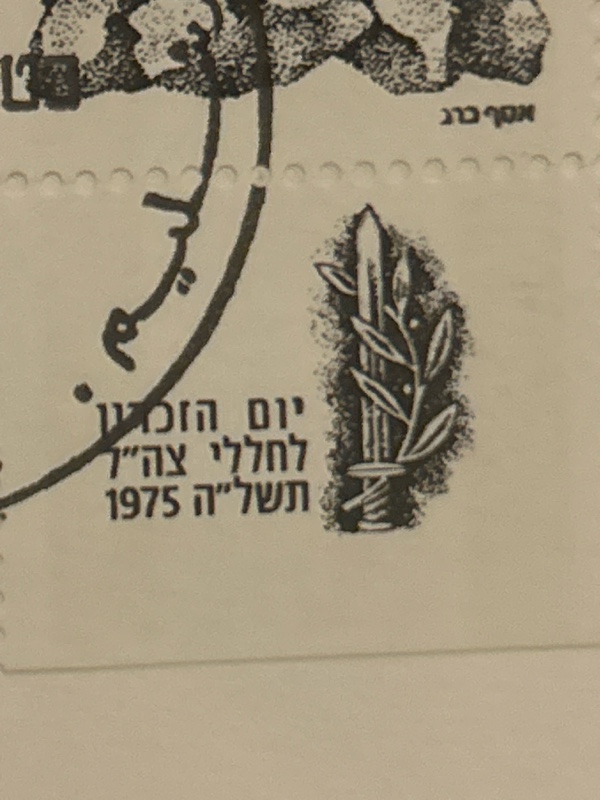 אסף ברג
יום הזכרון
לחללי צה״ל
תשל״ה 1975